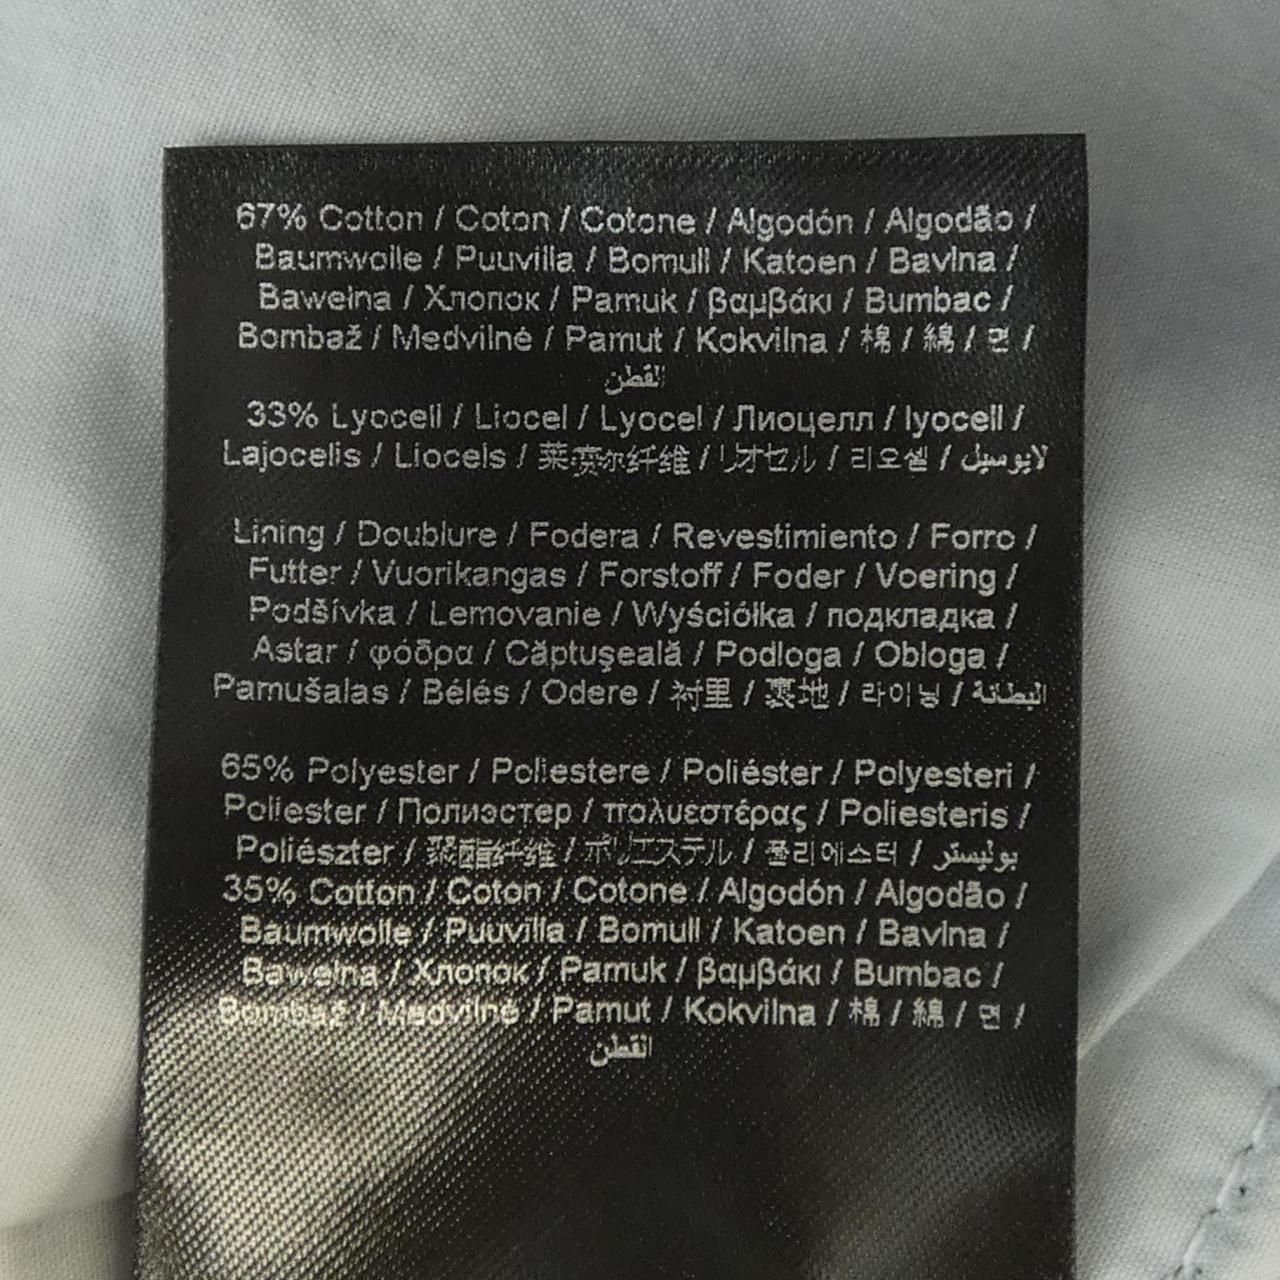 67% Cotton / Coton / Cotone / Algodón / Algodão /
Baumwolle / Puuvilla / Bomull / Katoen / Bavlna /
Bawełna / Хлопок / Pamuk / βαμβάκι / Bumbac /
Bombaž / Medvilnė / Pamut / Kokvilna / 棉 / 綿 / 면 /
القطن
33% Lyocell / Liocel / Lyocel / Лиоцелл / lyocell /
Lajocelis / Liocels / 莱赛尔纤维 / リオセル / 리오셀 / لايوسيل
Lining / Doublure / Fodera / Revestimiento / Forro /
Futter / Vuorikangas / Forstoff / Foder / Voering /
Podšívka / Lemovanie / Wyściółka / подкладка /
Astar / φόδρα / Căptuşeală / Podloga / Obloga /
Pamušalas / Bélés / Odere / 衬里 / 裏地 / 라이닝 / البطانة
65% Polyester / Poliestere / Poliéster / Polyesteri /
Poliester / Полиэстер / πολυεστέρας / Poliesteris /
Poliészter / 聚酯纤维 / ポリエステル / 폴리에스터 / بوليستر
35% Cotton / Coton / Cotone / Algodón / Algodão /
Baumwolle / Puuvilla / Bomull / Katoen / Bavlna /
Bawełna / Хлопок / Pamuk / βαμβάκι / Bumbac /
Bombaž / Medvilnė / Pamut / Kokvilna / 棉 / 綿 / 면 /
القطن